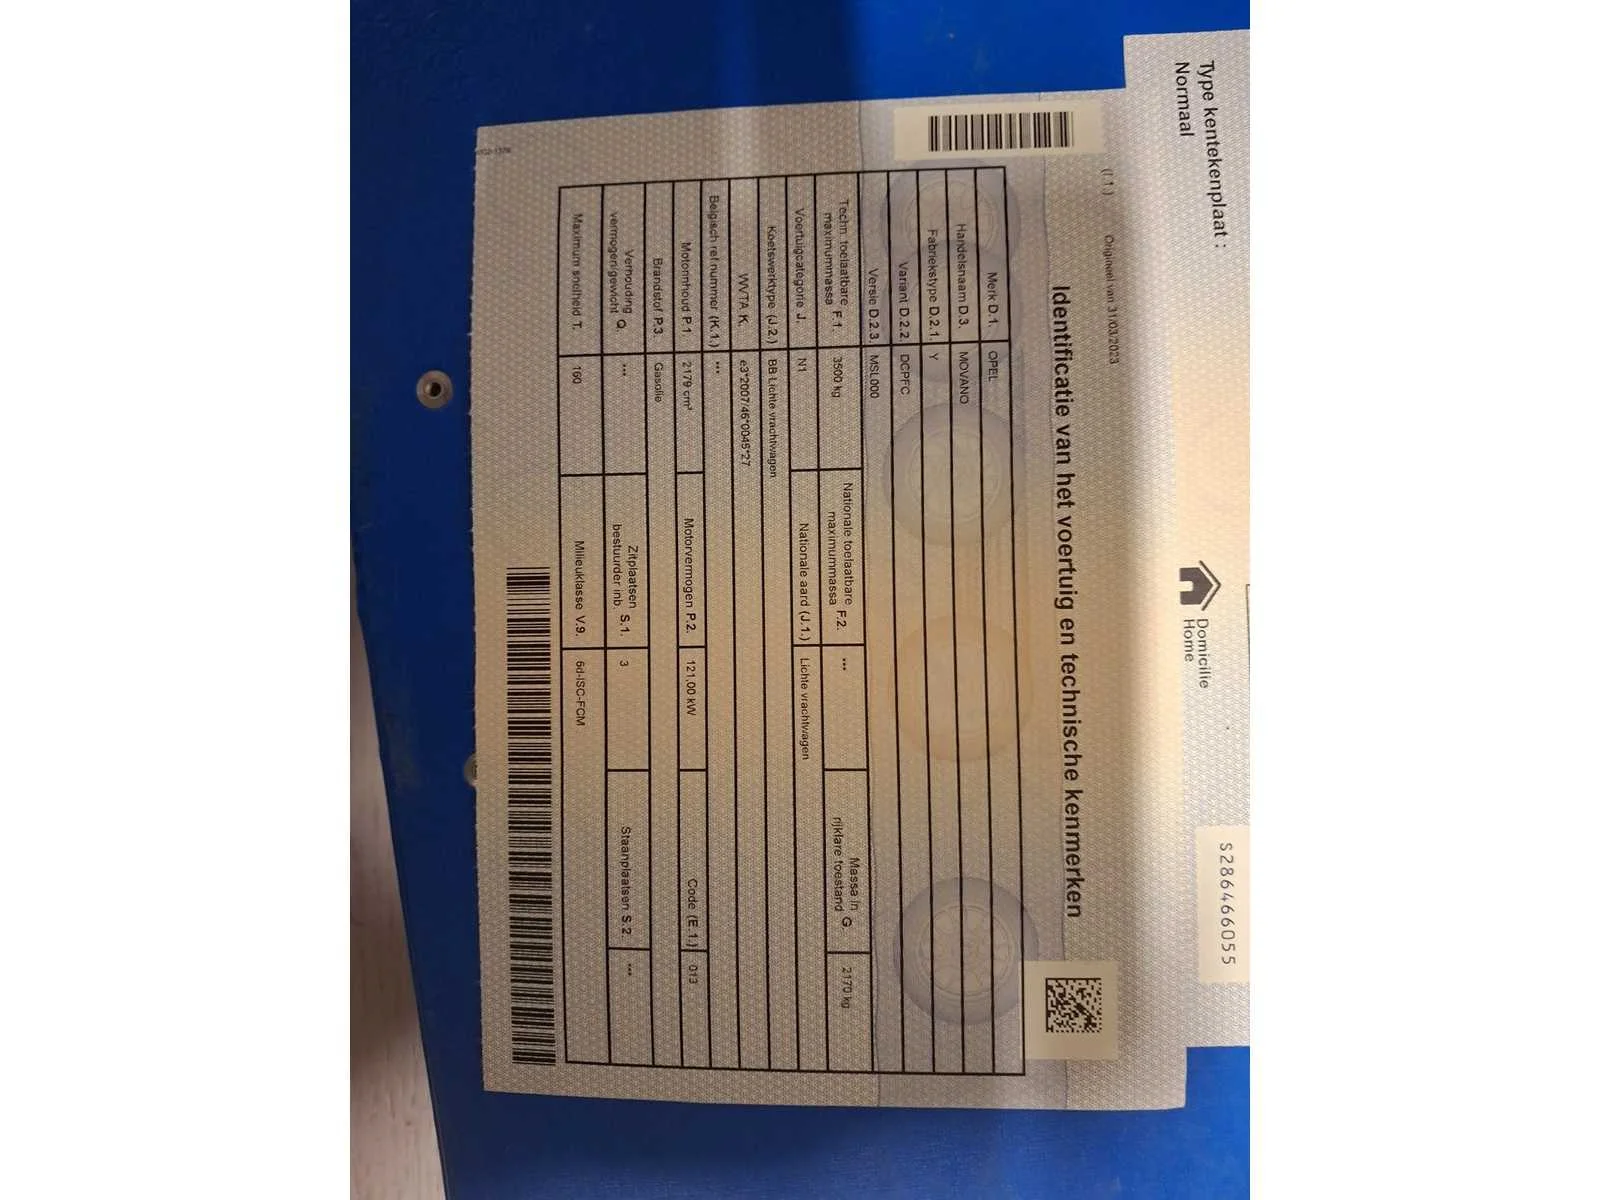 Type kentekenplaat :
Normaal
Domicilie
Home
S286466055
(I.1.) Origineel van 31/03/2023
Identificatie van het voertuig en technische kenmerken
Merk D.1. OPEL
Handelsnaam D.3. MOVANO
Fabriekstype D.2.1. Y
Variant D.2.2. DCPFC
Versie D.2.3. MSL000
Techn. toelaatbare maximummassa F.1. 3500 kg Nationale toelaatbare maximummassa F.2. *** Massa in rijklare toestand G. 2170 kg
Voertuigcategorie J. N1 Nationale aard (J.1.) Lichte vrachtwagen
Koetswerktype (J.2.) BB Lichte vrachtwagen
WVTA K. e3*2007/46*0045*27
Belgisch ref nummer (K.1.) ***
Motorinhoud P.1 2179 cm³ Motorvermogen P.2. 121,00 kW Code (E.1.) 013
Brandstof P.3. Gasolie
Verhouding vermogen/gewicht Q. *** Zitplaatsen bestuurder inb. S.1. 3 Staanplaatsen S.2. ***
Maximum snelheid T. 160 Milieuklasse V.9. 6d-ISC-FCM